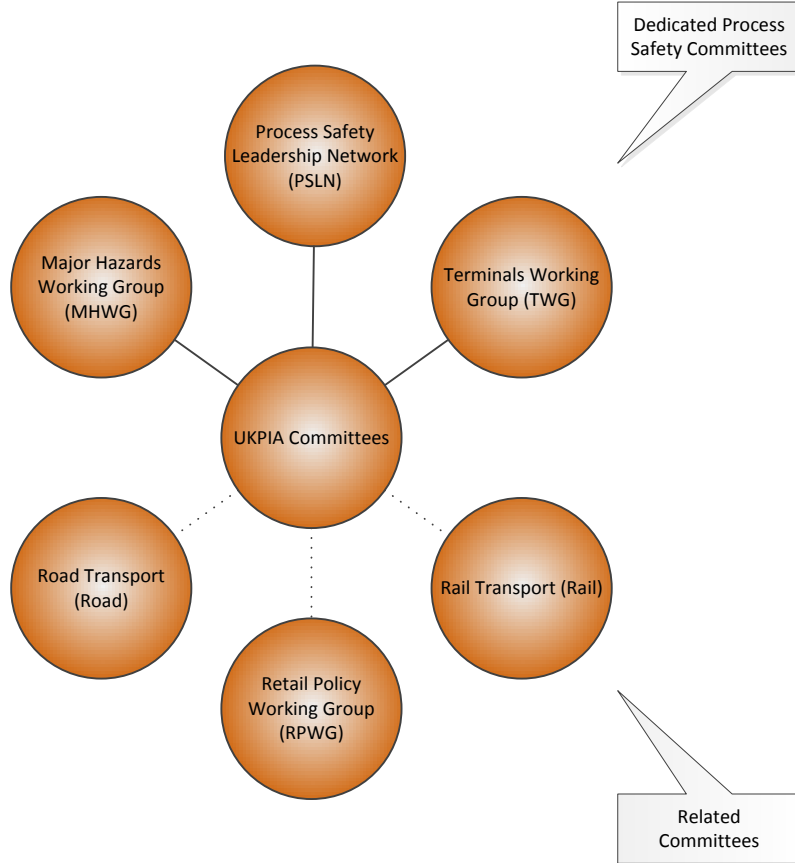 Dedicated Process
Safety Committees
Process Safety
Leadership Network
(PSLN)
Major Hazards
Working Group
(MHWG)
Terminals Working
Group (TWG)
UKPIA Committees
Road Transport
(Road)
Rail Transport (Rail)
Retail Policy
Working Group
(RPWG)
Related
Committees